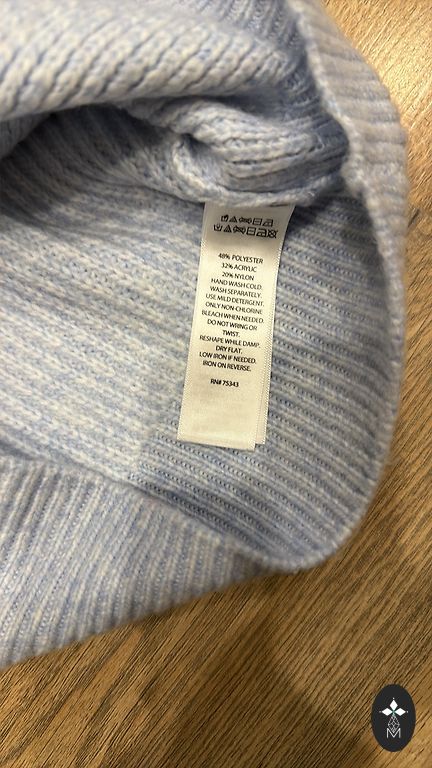 48% POLYESTER
32% ACRYLIC
20% NYLON
HAND WASH COLD.
WASH SEPARATELY.
USE MILD DETERGENT.
ONLY NON-CHLORINE
BLEACH WHEN NEEDED.
DO NOT WRING OR
TWIST.
RESHAPE WHILE DAMP.
DRY FLAT.
LOW IRON IF NEEDED.
IRON ON REVERSE.
RN# 75343
M